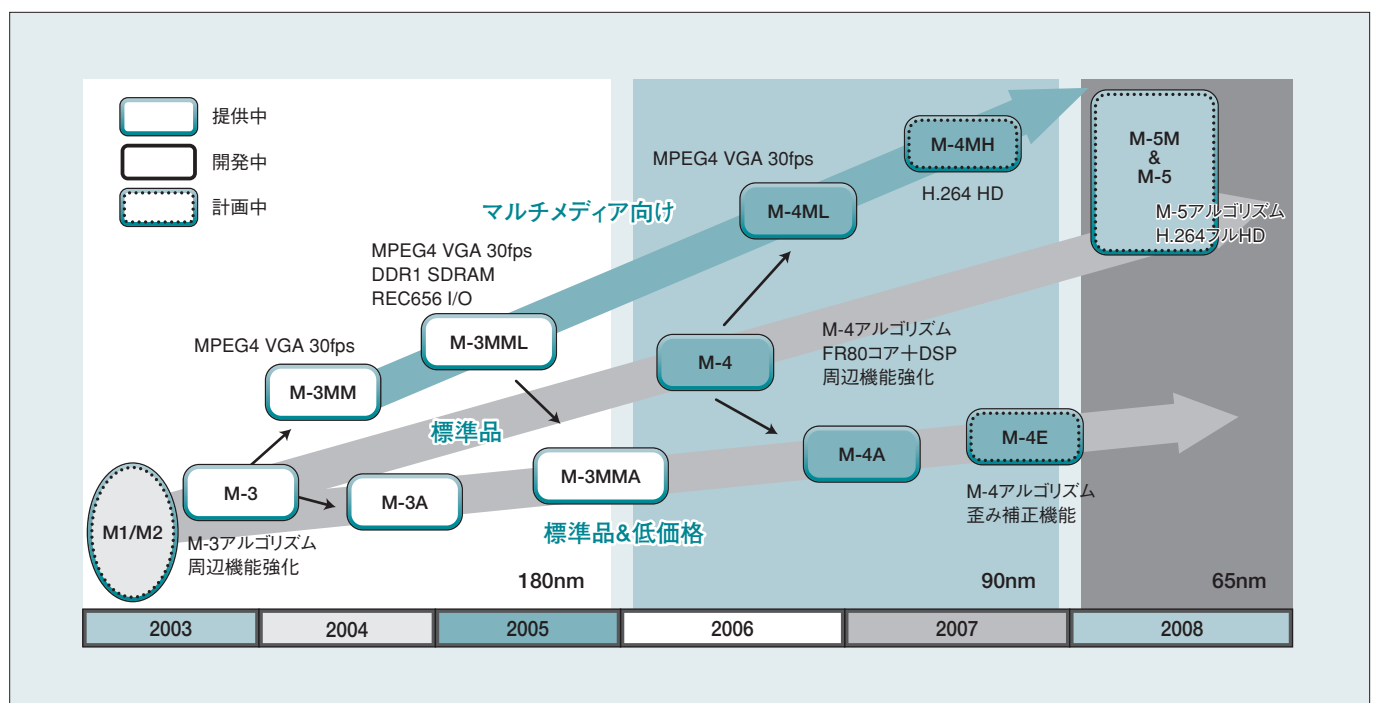 提供中
開発中
計画中
MPEG4 VGA 30fps
M-4MH
H.264 HD
M-5M
&
M-5
M-5アルゴリズム
H.264フルHD
マルチメディア向け
M-4ML
MPEG4 VGA 30fps
DDR1 SDRAM
REC656 I/O
MPEG4 VGA 30fps
M-3MML
M-3MM
M-4
M-4アルゴリズム
FR80コア+DSP
周辺機能強化
標準品
M-4E
M-4A
M-3MMA
M-3
M-3A
M1/M2
M-3アルゴリズム
周辺機能強化
標準品&低価格
M-4アルゴリズム
歪み補正機能
180nm
90nm
65nm
2003
2004
2005
2006
2007
2008